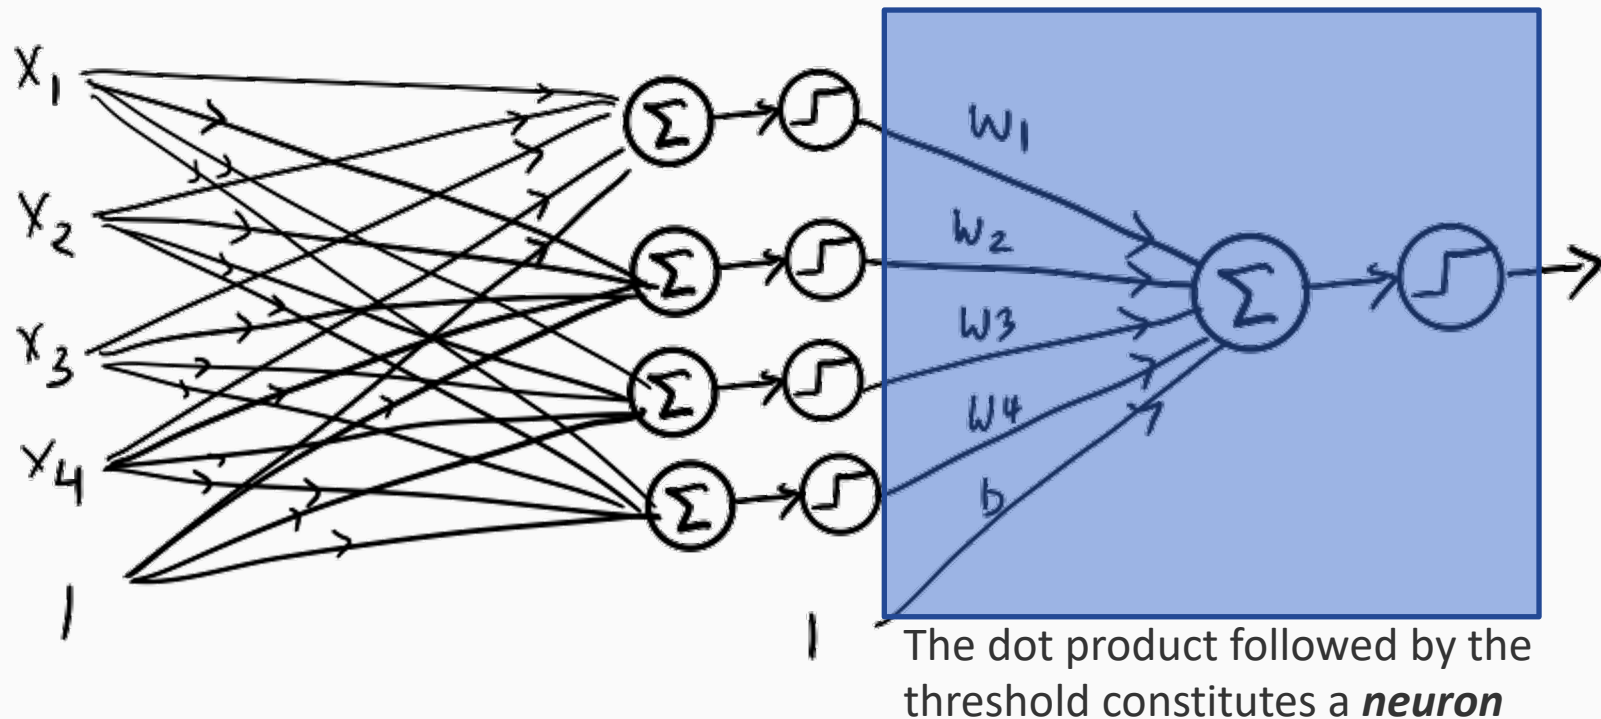 X1
X2
X3
X4
1
Σ
Σ
Σ
Σ
1
W1
W2
W3
W4
b
Σ
The dot product followed by the
threshold constitutes a neuron